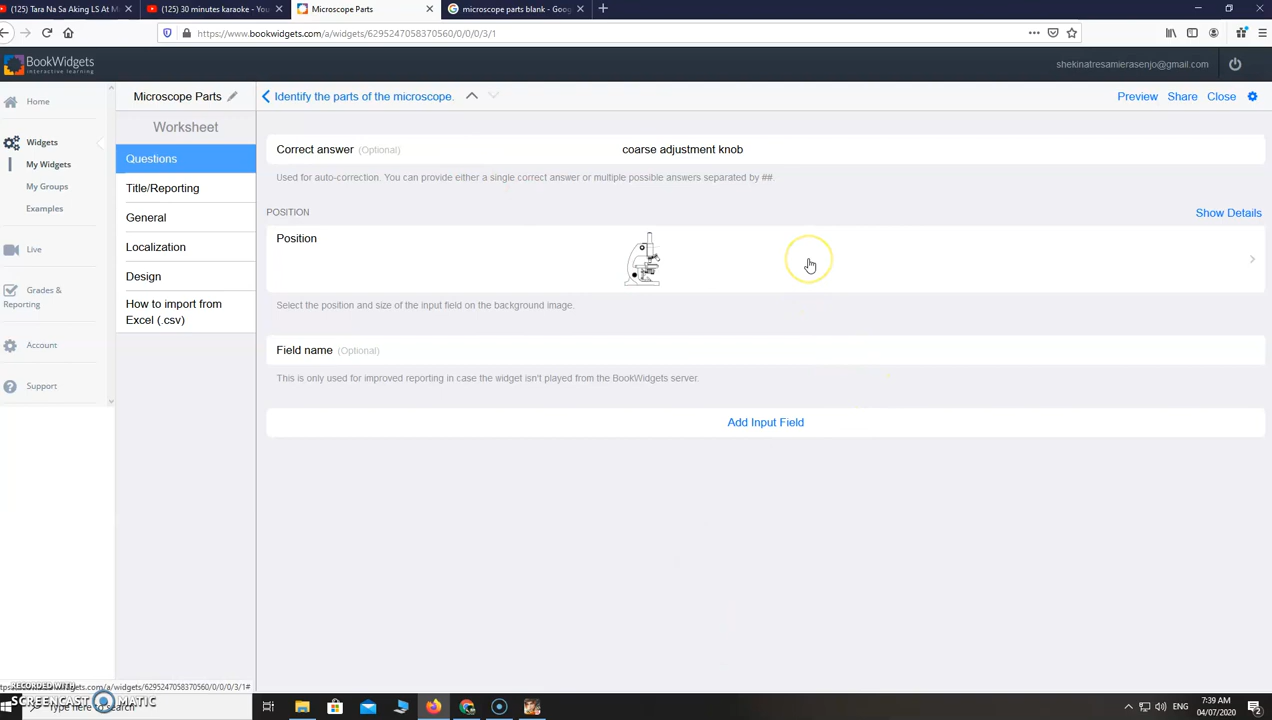 (125) Tara Na Sa Aking LS At M
(125) 30 minutes karaoke - You
Microscope Parts
microscope parts blank - Goog
https://www.bookwidgets.com/a/widgets/6295247058370560/0/0/0/3/1
BookWidgets
interactive learning
shekinatresamierasenjo@gmail.com
Home
Widgets
My Widgets
My Groups
Examples
Live
Grades &
Reporting
Account
Support
Microscope Parts
Worksheet
Questions
Title/Reporting
General
Localization
Design
How to import from
Excel (.csv)
Identify the parts of the microscope.
Preview Share Close
Correct answer (Optional) coarse adjustment knob
Used for auto-correction. You can provide either a single correct answer or multiple possible answers separated by ##.
POSITION Show Details
Position
Select the position and size of the input field on the background image.
Field name (Optional)
This is only used for improved reporting in case the widget isn't played from the BookWidgets server.
Add Input Field
RECORDED WITH
ttps://www.bookwidgets.com/a/widgets/6295247058370560/0/0/0/3/1#
SCREENCAST MATIC
Type here to search
ENG
7:39 AM
04/07/2020
2